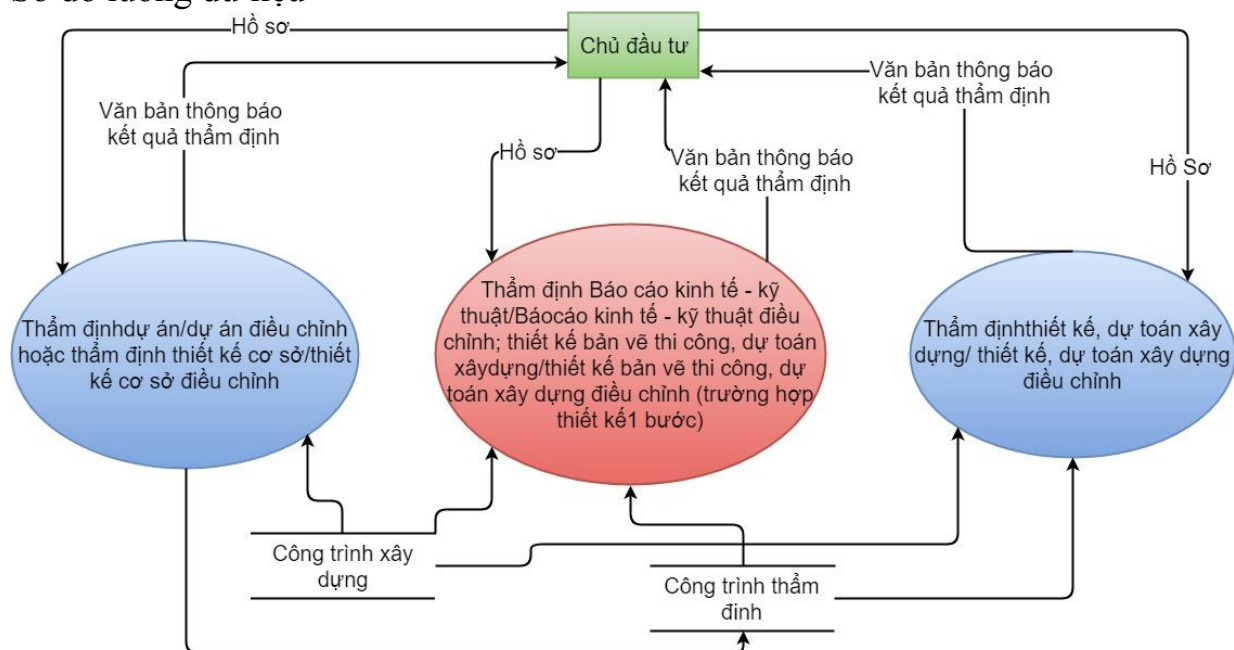 Sơ đồ luồng dữ liệu
Hồ sơ
Chủ đầu tư
Văn bản thông báo
kết quả thẩm định
Hồ sơ
Văn bản thông báo
kết quả thẩm định
Văn bản thông báo
kết quả thẩm định
Hồ Sơ
Thẩm địnhdự án/dự án điều chỉnh
hoặc thẩm định thiết kế cơ sở/thiết
kế cơ sở điều chỉnh
Thẩm định Báo cáo kinh tế - kỹ
thuật/Báocáo kinh tế - kỹ thuật điều
chỉnh; thiết kế bản vẽ thi công, dự toán
xâydựng/thiết kế bản vẽ thi công, dự
toán xây dựng điều chỉnh (trường hợp
thiết kế1 bước)
Thẩm địnhthiết kế, dự toán xây
dựng/ thiết kế, dự toán xây dựng
điều chỉnh
Công trình xây
dựng
Công trình thẩm
đinh